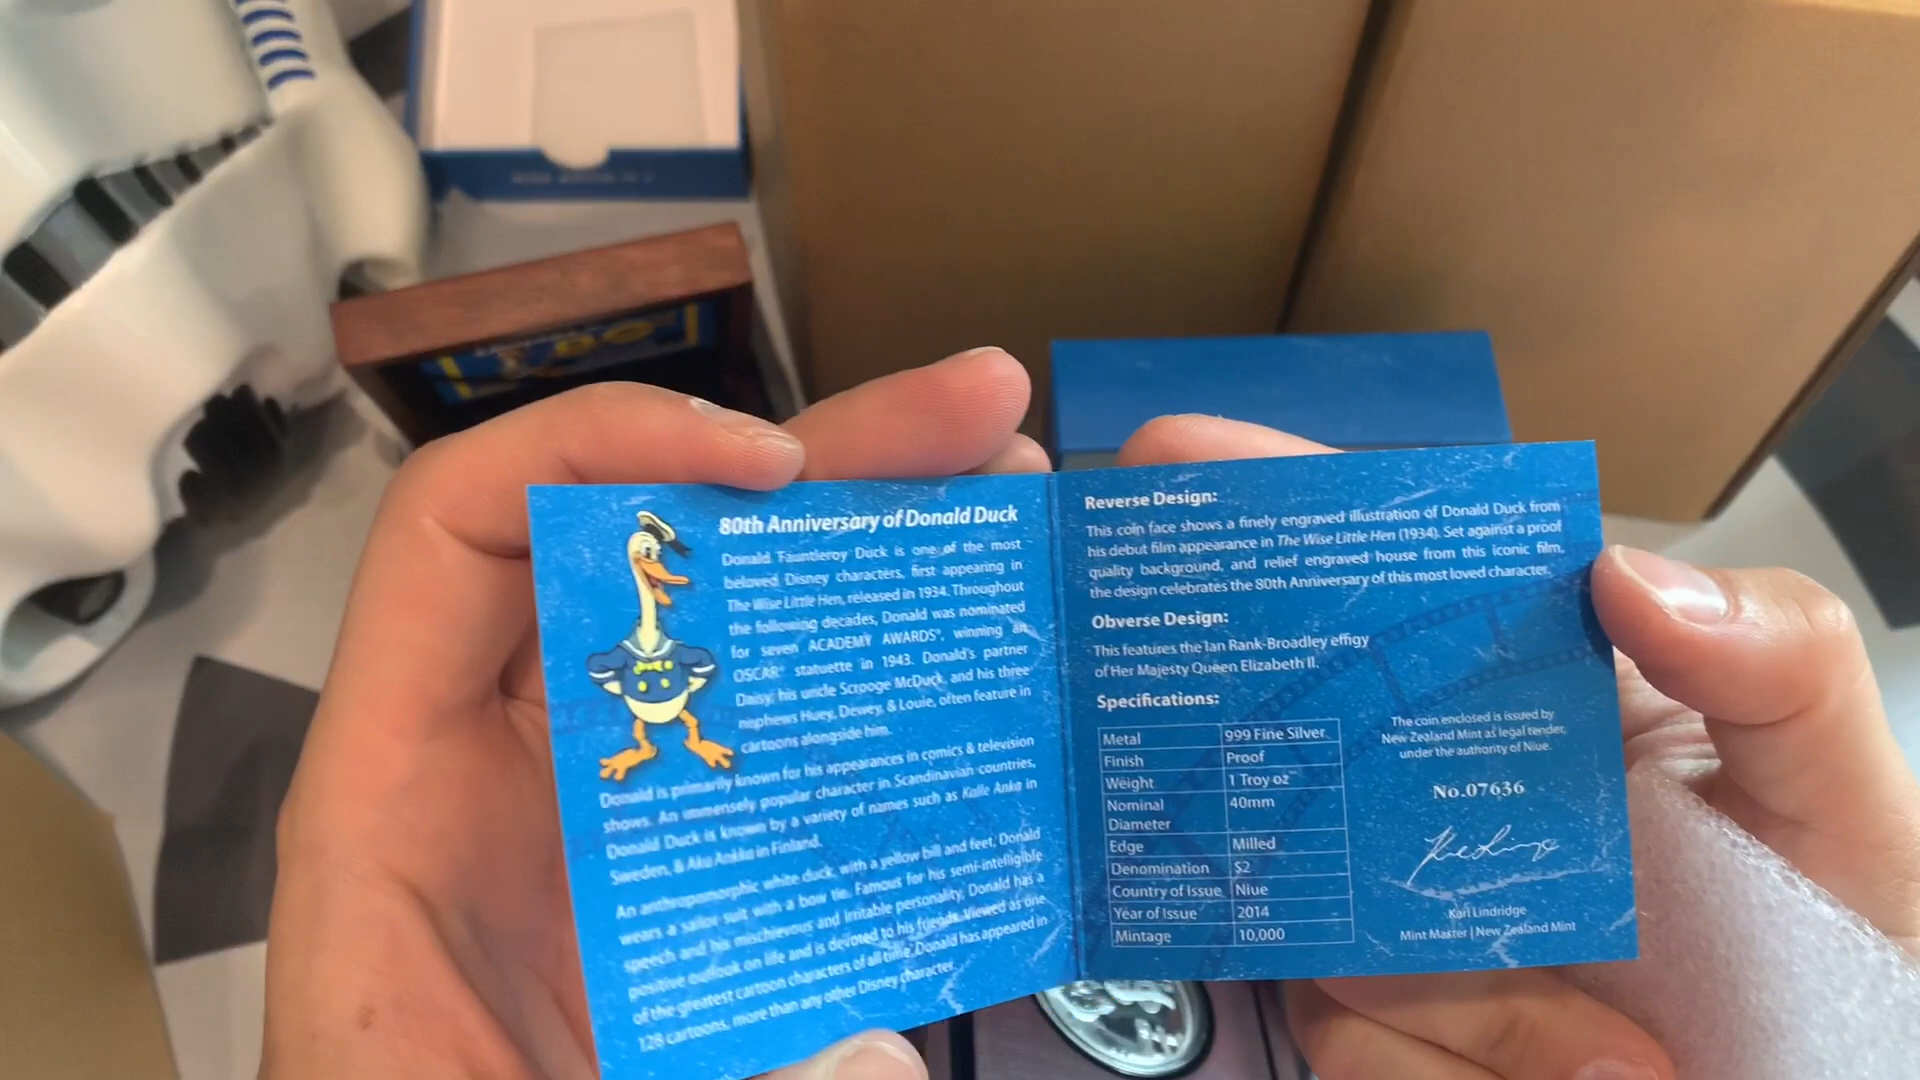 80th Anniversary of Donald Duck
Donald Fauntleroy Duck is one of the most
beloved Disney characters, first appearing in
The Wise Little Hen, released in 1934. Throughout
the following decades, Donald was nominated
for seven ACADEMY AWARDS®, winning an
OSCAR® statuette in 1943. Donald's partner
Daisy, his uncle Scrooge McDuck, and his three
nephews Huey, Dewey, & Louie, often feature in
cartoons alongside him.
Donald is primarily known for his appearances in comics & television
shows. An immensely popular character in Scandinavian countries,
Donald Duck is known by a variety of names such as Kalle Anka in
Sweden, & Aku Ankka in Finland.
An anthropomorphic white duck, with a yellow bill and feet, Donald
wears a sailor suit with a bow tie. Famous for his semi-intelligible
speech and his mischievous and irritable personality, Donald has a
positive outlook on life and is devoted to his friends. Viewed as one
of the greatest cartoon characters of all time, Donald has appeared in
128 cartoons, more than any other Disney character.
Reverse Design:
This coin face shows a finely engraved illustration of Donald Duck from
his debut film appearance in The Wise Little Hen (1934). Set against a proof
quality background, and relief engraved house from this iconic film,
the design celebrates the 80th Anniversary of this most loved character.
Obverse Design:
This features the Ian Rank-Broadley effigy
of Her Majesty Queen Elizabeth II.
Specifications:
Metal 999 Fine Silver
Finish Proof
Weight 1 Troy oz
Nominal Diameter 40mm
Edge Milled
Denomination $2
Country of Issue Niue
Year of Issue 2014
Mintage 10,000
The coin enclosed is issued by
New Zealand Mint as legal tender,
under the authority of Niue.
No.07636
Karl Lindridge
Mint Master | New Zealand Mint